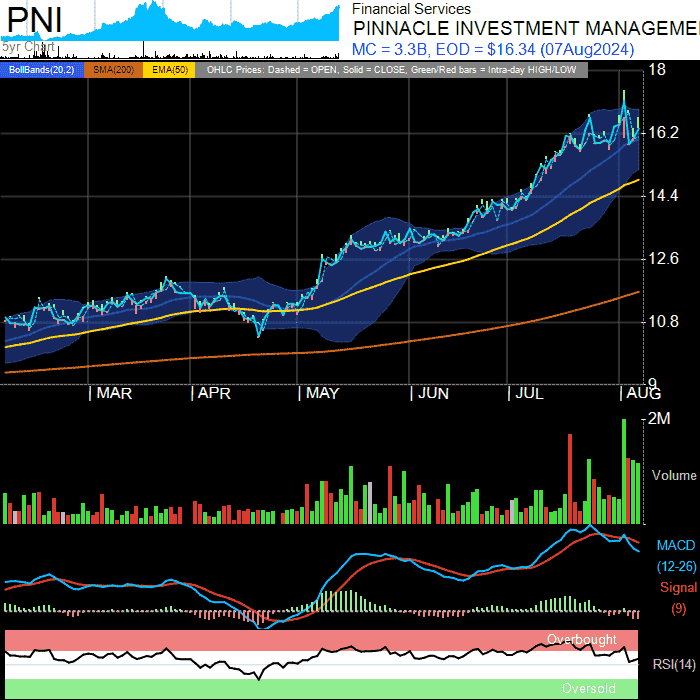 PNI
5yr Chart
Financial Services
PINNACLE INVESTMENT MANAGEME
MC = 3.3B, EOD = $16.34 (07Aug2024)
BollBands(20,2) SMA(200) EMA(50) OHLC Prices: Dashed = OPEN, Solid = CLOSE, Green/Red bars = Intra-day HIGH/LOW
18
16.2
14.4
12.6
10.8
9
MAR APR MAY JUN JUL AUG
2M
Volume
MACD
(12-26)
Signal
(9)
Overbought
RSI(14)
Oversold